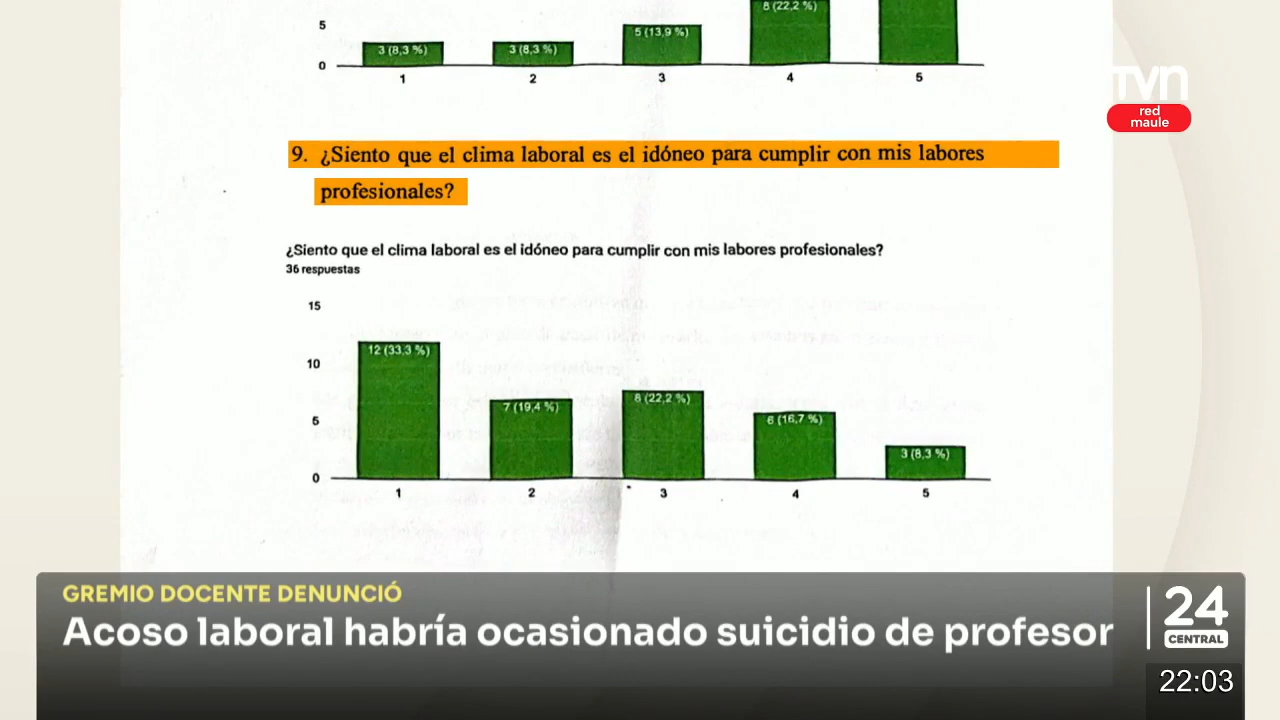 8 (22,2 %)
5
5 (13,9 %)
3 (8,3 %)
3 (8,3 %)
0
1 2 3 4 5
TVN
red
maule
9. ¿Siento que el clima laboral es el idóneo para cumplir con mis labores
profesionales?
¿Siento que el clima laboral es el idóneo para cumplir con mis labores profesionales?
36 respuestas
15
12 (33,3 %)
10
7 (19,4 %)
8 (22,2 %)
6 (16,7 %)
5
3 (8,3 %)
0
1 2 3 4 5
GREMIO DOCENTE DENUNCIÓ
Acoso laboral habría ocasionado suicidio de profesor
24
CENTRAL
22:03